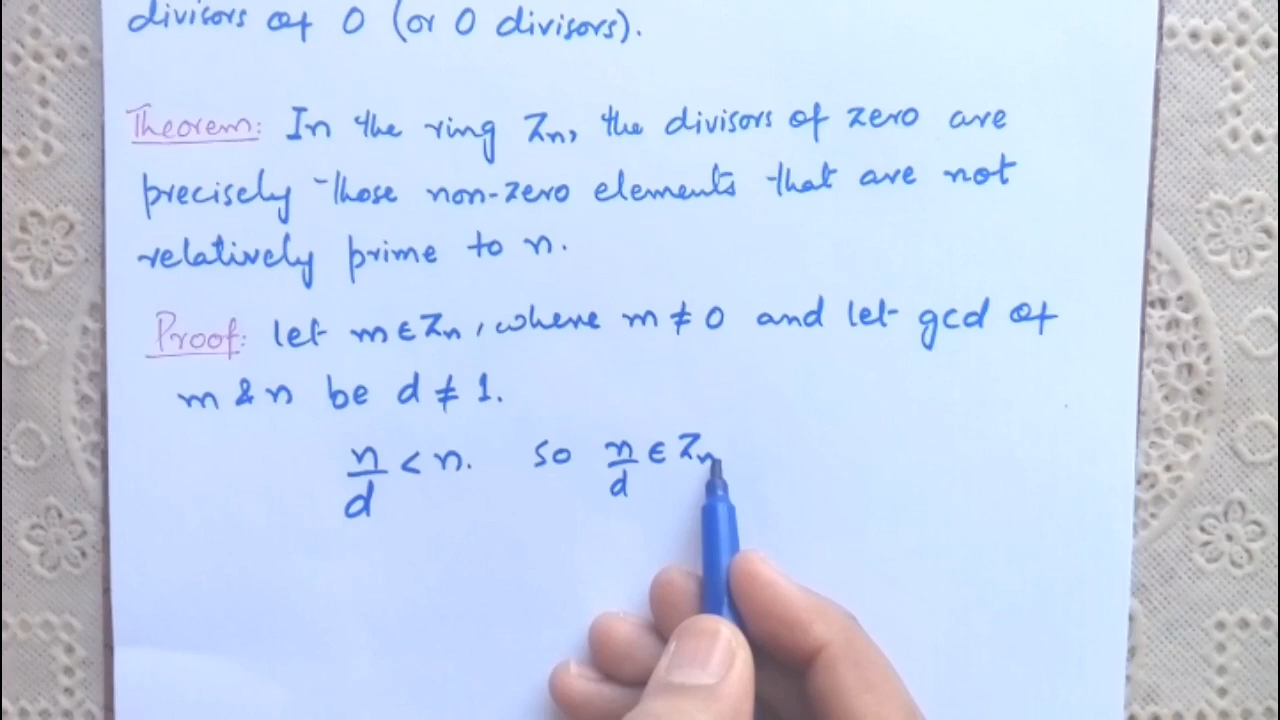 divisors of 0 (or 0 divisors).
Theorem: In the ring Zn, the divisors of zero are
precisely those non-zero elements that are not
relatively prime to n.
Proof: let m ∈ Zn, where m ≠ 0 and let gcd of
m & n be d ≠ 1.
n/d < n. so n/d ∈ Zn